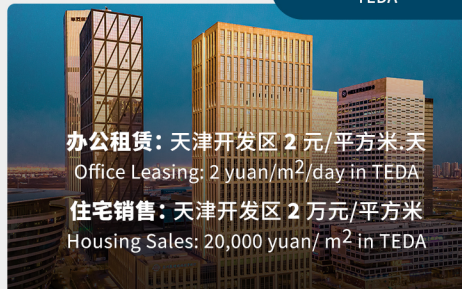 TEDA
办公租赁：天津开发区 2 元/平方米.天
Office Leasing: 2 yuan/m2/day in TEDA
住宅销售：天津开发区 2 万元/平方米
Housing Sales: 20,000 yuan/ m2 in TEDA